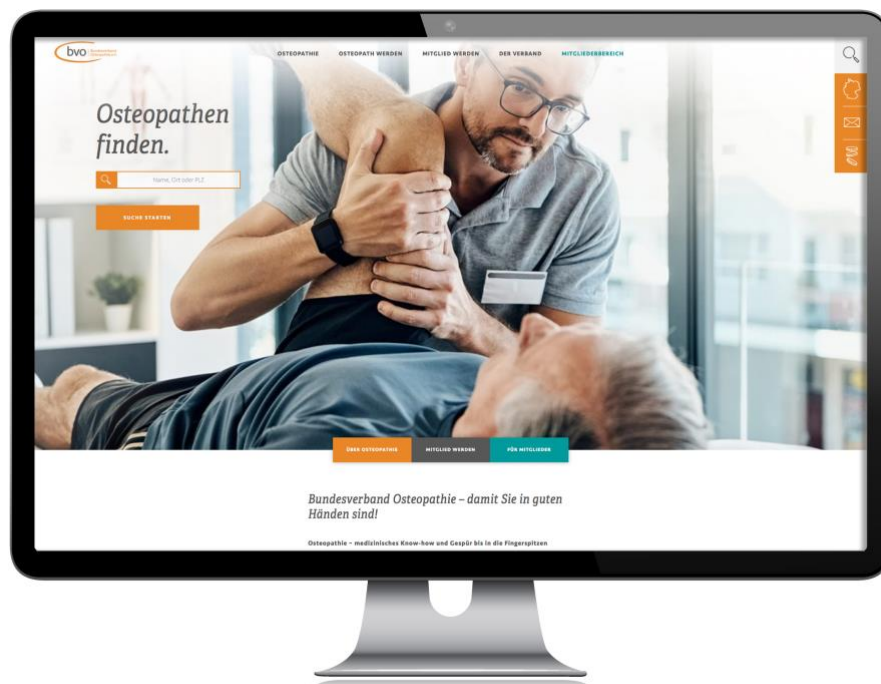 bvo Bundesverband
Osteopathie e.V.
OSTEOPATHIE OSTEOPATH WERDEN MITGLIED WERDEN DER VERBAND MITGLIEDERBEREICH
Osteopathen
finden.
Name, Ort oder PLZ
SUCHE STARTEN
ÜBER OSTEOPATHIE MITGLIED WERDEN FÜR MITGLIEDER
Bundesverband Osteopathie – damit Sie in guten
Händen sind!
Osteopathie – medizinisches Know-how und Gespür bis in die Fingerspitzen